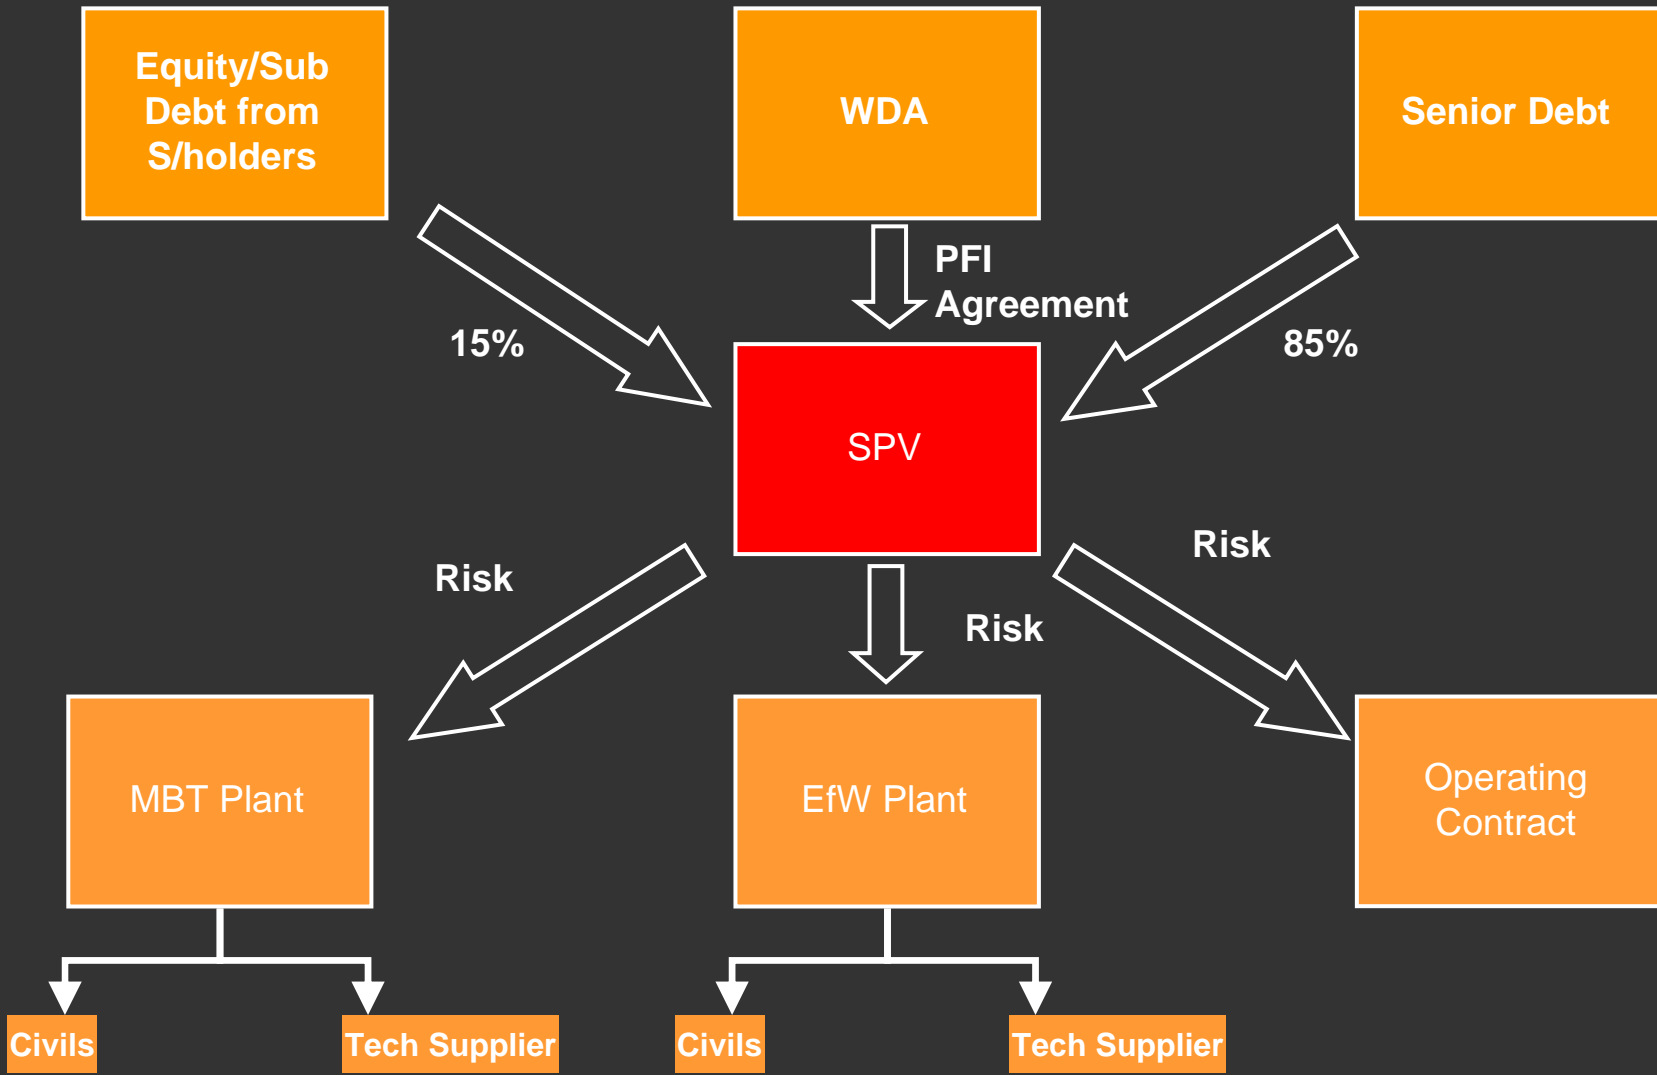 Equity/Sub
Debt from
S/holders
WDA
Senior Debt
PFI
Agreement
15%
85%
SPV
Risk
Risk
Risk
MBT Plant
EfW Plant
Operating
Contract
Civils
Tech Supplier
Civils
Tech Supplier